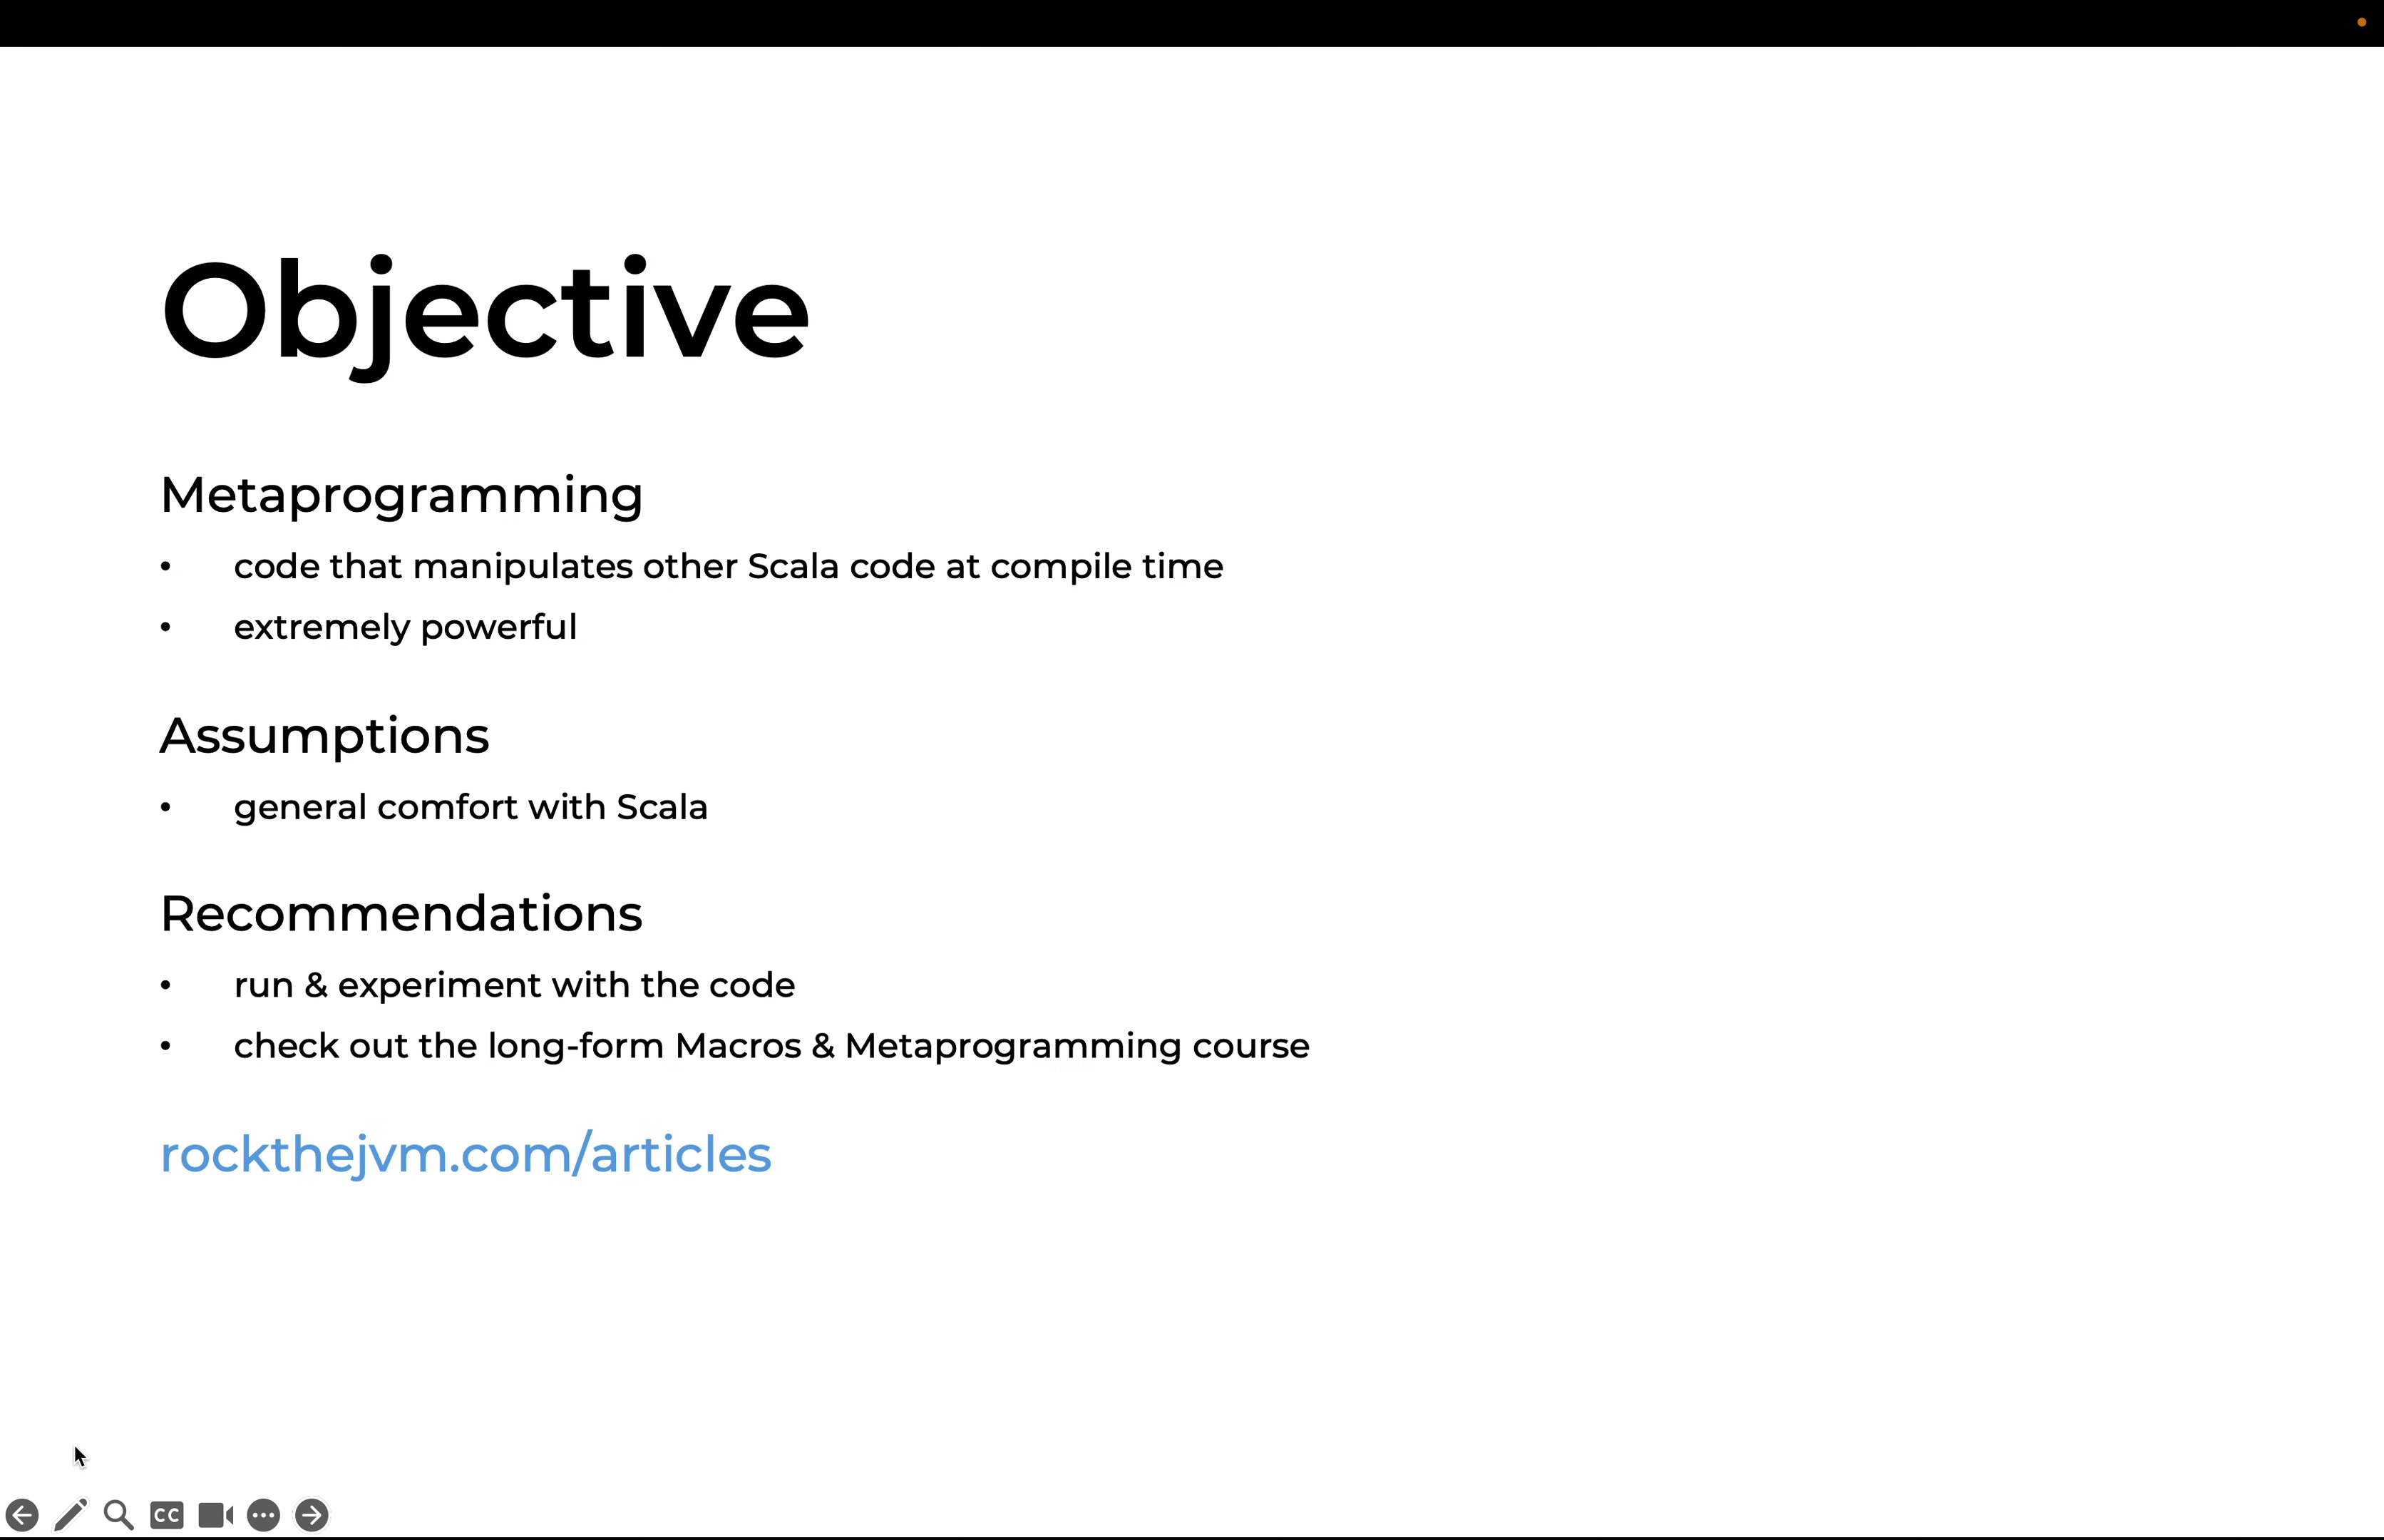 Objective
Metaprogramming
• code that manipulates other Scala code at compile time
• extremely powerful
Assumptions
• general comfort with Scala
Recommendations
• run & experiment with the code
• check out the long-form Macros & Metaprogramming course
rockthejvm.com/articles
CC